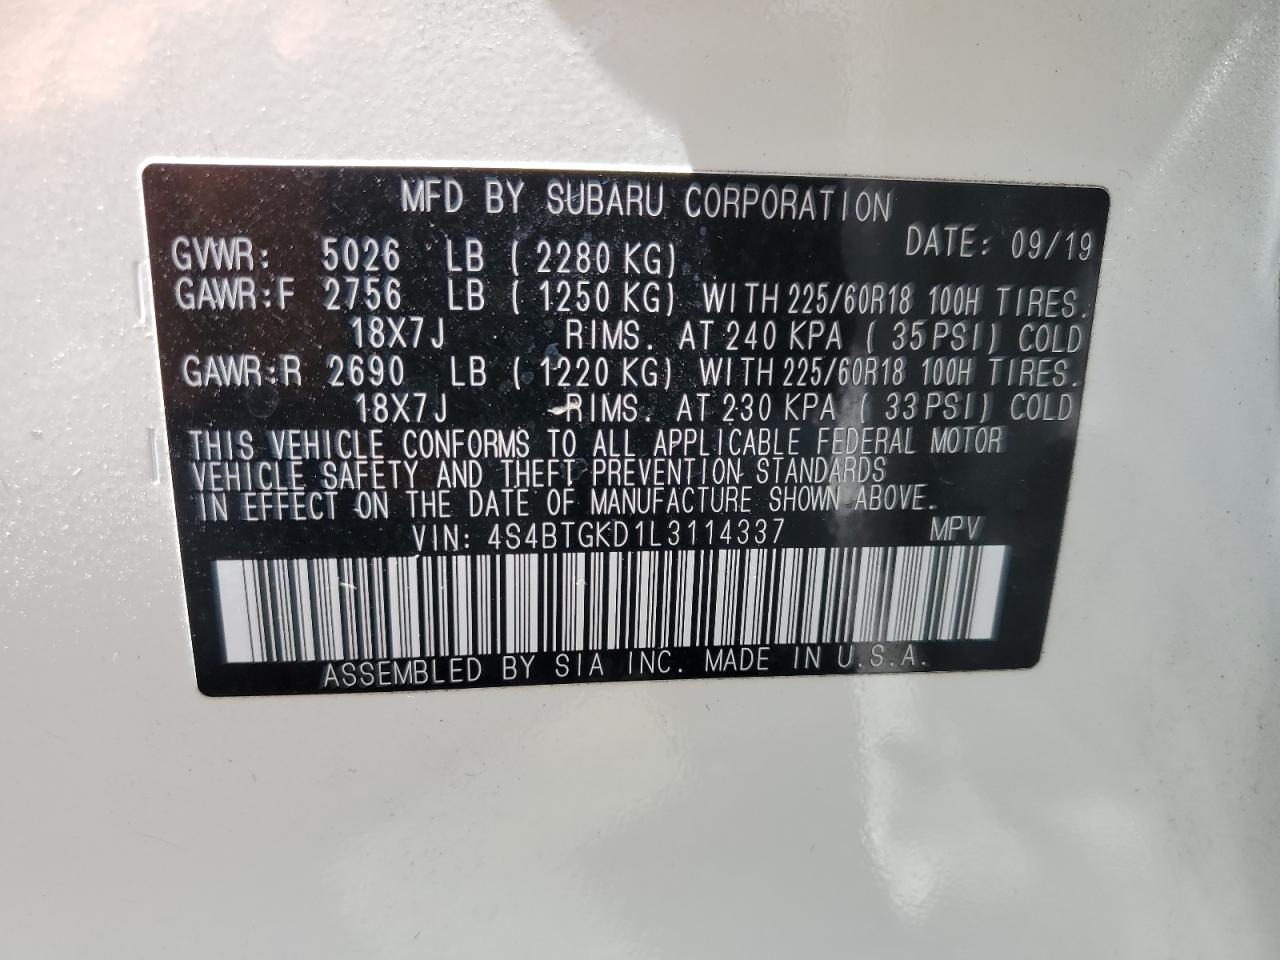 MFD BY SUBARU CORPORATION
DATE: 09/19
GVWR: 5026 LB ( 2280 KG)
GAWR:F 2756 LB ( 1250 KG) WITH 225/60R18 100H TIRES.
18X7J RIMS. AT 240 KPA ( 35 PSI) COLD
GAWR:R 2690 LB ( 1220 KG) WITH 225/60R18 100H TIRES.
18X7J RIMS. AT 230 KPA ( 33 PSI) COLD
THIS VEHICLE CONFORMS TO ALL APPLICABLE FEDERAL MOTOR
VEHICLE SAFETY AND THEFT PREVENTION STANDARDS
IN EFFECT ON THE DATE OF MANUFACTURE SHOWN ABOVE.
VIN: 4S4BTGKD1L3114337 MPV
ASSEMBLED BY SIA INC. MADE IN U.S.A.